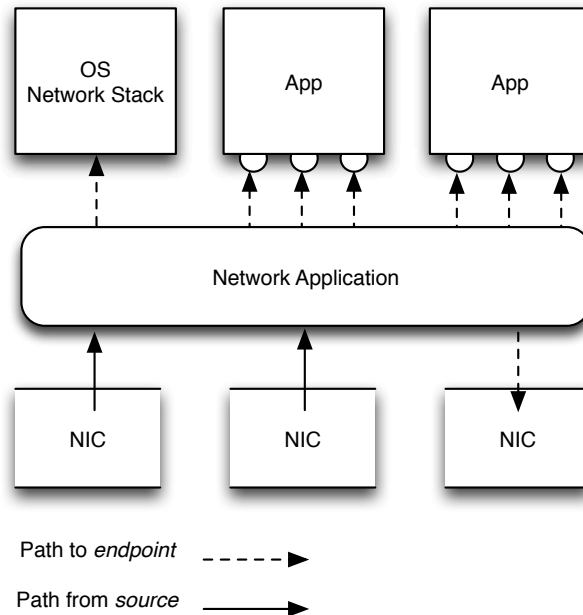 OS
Network Stack
App
App
Network Application
NIC
NIC
NIC
Path to endpoint
Path from source